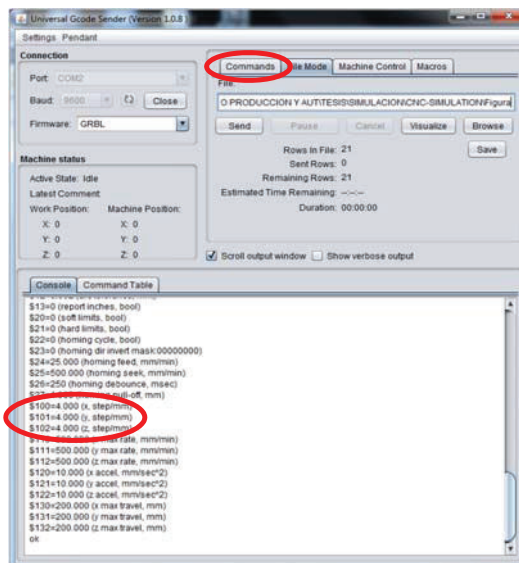 Universal Gcode Sender (Version 1.0.8 )
Settings Pendant
Connection
Port: COM2
Baud: 9600 Close
Firmware: GRBL
Machine status
Active State: Idle
Latest Comment:
Work Position: Machine Position:
X: 0 X: 0
Y: 0 Y: 0
Z: 0 Z: 0
Commands File Mode Machine Control Macros
File:
O PRODUCCION Y AUT\TESIS\SIMULACION\CNC-SIMULATION\Figura
Send Pause Cancel Visualize Browse
Save
Rows In File: 21
Sent Rows: 0
Remaining Rows: 21
Estimated Time Remaining: --:--:--
Duration: 00:00:00
Scroll output window Show verbose output
Console Command Table
$13=0 (report inches, bool)
$20=0 (soft limits, bool)
$21=0 (hard limits, bool)
$22=0 (homing cycle, bool)
$23=0 (homing dir invert mask:00000000)
$24=25.000 (homing feed, mm/min)
$25=500.000 (homing seek, mm/min)
$26=250 (homing debounce, msec)
pull-off, mm)
$100=4.000 (x, step/mm)
$101=4.000 (y, step/mm)
$102=4.000 (z, step/mm)
max rate, mm/min)
$111=500.000 (y max rate, mm/min)
$112=500.000 (z max rate, mm/min)
$120=10.000 (x accel, mm/sec^2)
$121=10.000 (y accel, mm/sec^2)
$122=10.000 (z accel, mm/sec^2)
$130=200.000 (x max travel, mm)
$131=200.000 (y max travel, mm)
$132=200.000 (z max travel, mm)
ok